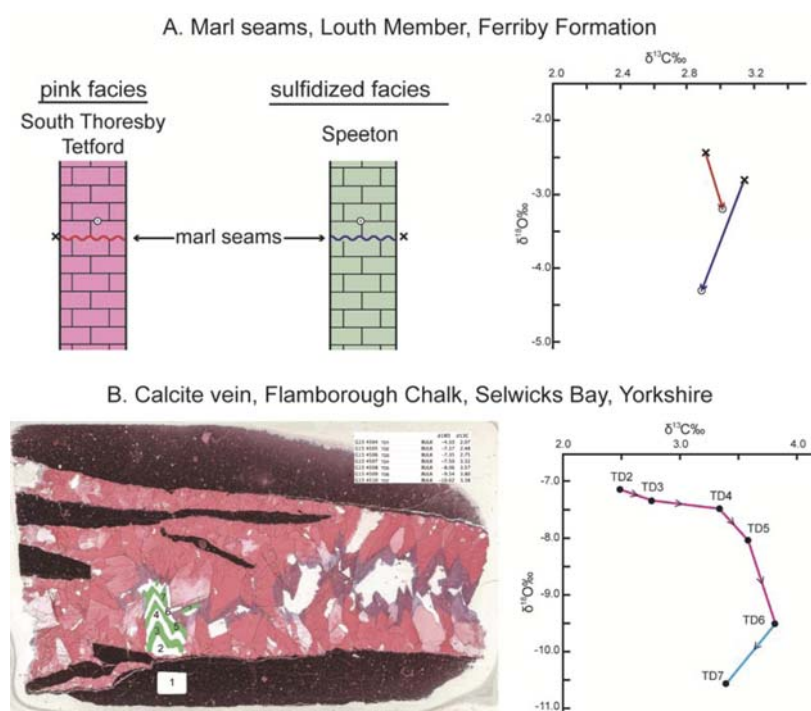 A. Marl seams, Louth Member, Ferriby Formation
pink facies
South Thoresby
Tetford
sulfidized facies
Speeton
marl seams
δ¹³C‰
2.0 2.4 2.8 3.2
δ¹⁸O‰
-2.0
-3.0
-4.0
-5.0
B. Calcite vein, Flamborough Chalk, Selwicks Bay, Yorkshire
4
5
2
1
δ¹³C‰
2.0 3.0 4.0
δ¹⁸O‰
-7.0
-8.0
-9.0
-10.0
-11.0
TD2
TD3
TD4
TD5
TD6
TD7